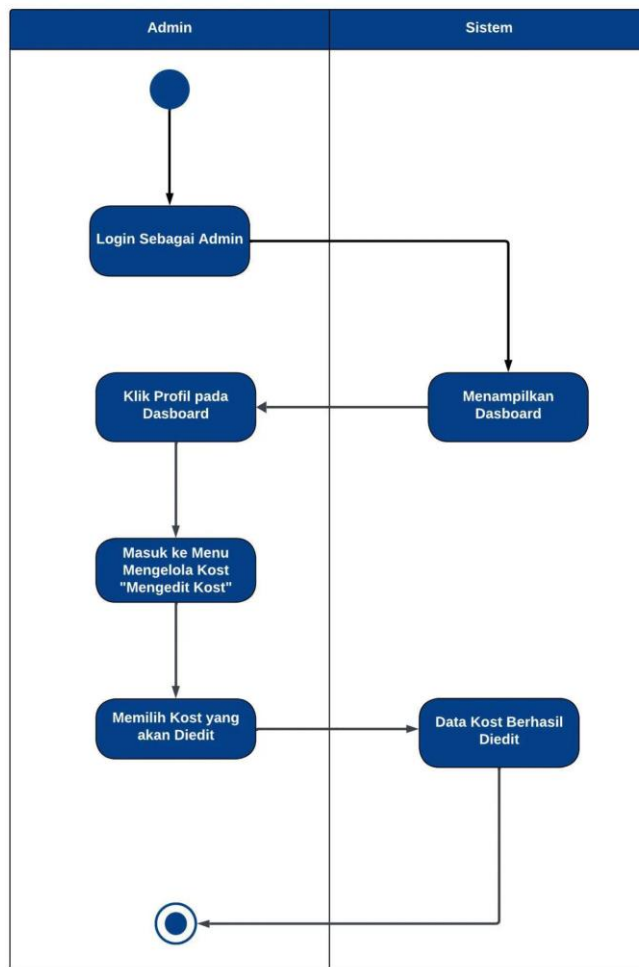 Admin
Sistem
Login Sebagai Admin
Klik Profil pada
Dasboard
Menampilkan
Dasboard
Masuk ke Menu
Mengelola Kost
"Mengedit Kost"
Memilih Kost yang
akan Diedit
Data Kost Berhasil
Diedit